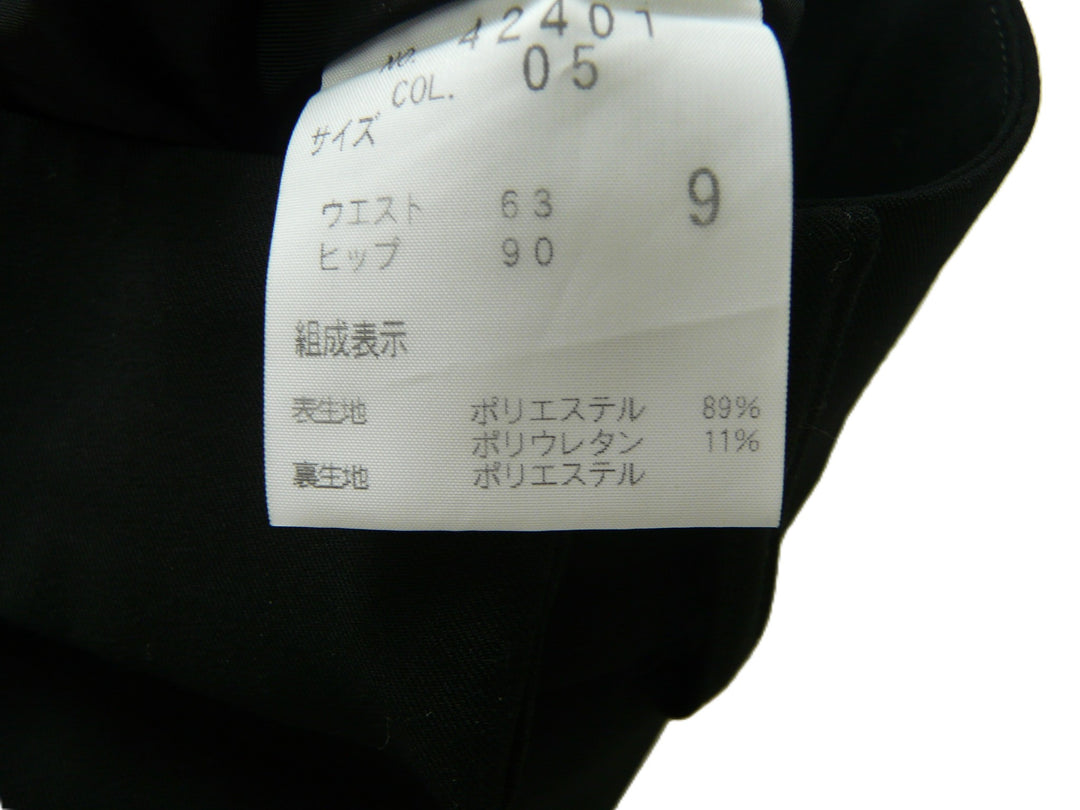 NO. 42401
COL. 05
サイズ
9
ウエスト 63
ヒップ 90
組成表示
表生地 ポリエステル 89%
ポリウレタン 11%
裏生地 ポリエステル